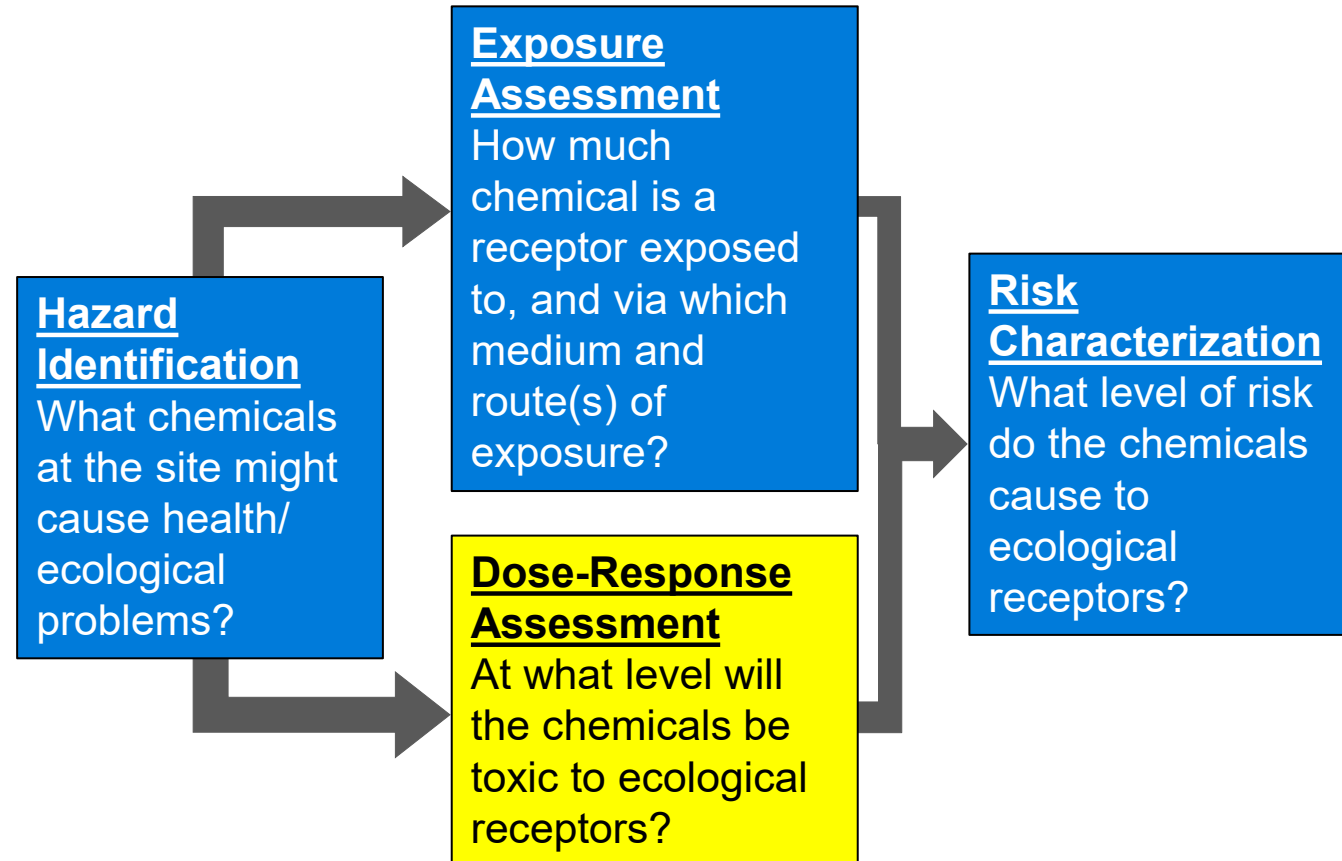 Hazard
Identification
What chemicals
at the site might
cause health/
ecological
problems?
Exposure
Assessment
How much
chemical is a
receptor exposed
to, and via which
medium and
route(s) of
exposure?
Dose-Response
Assessment
At what level will
the chemicals be
toxic to ecological
receptors?
Risk
Characterization
What level of risk
do the chemicals
cause to
ecological
receptors?